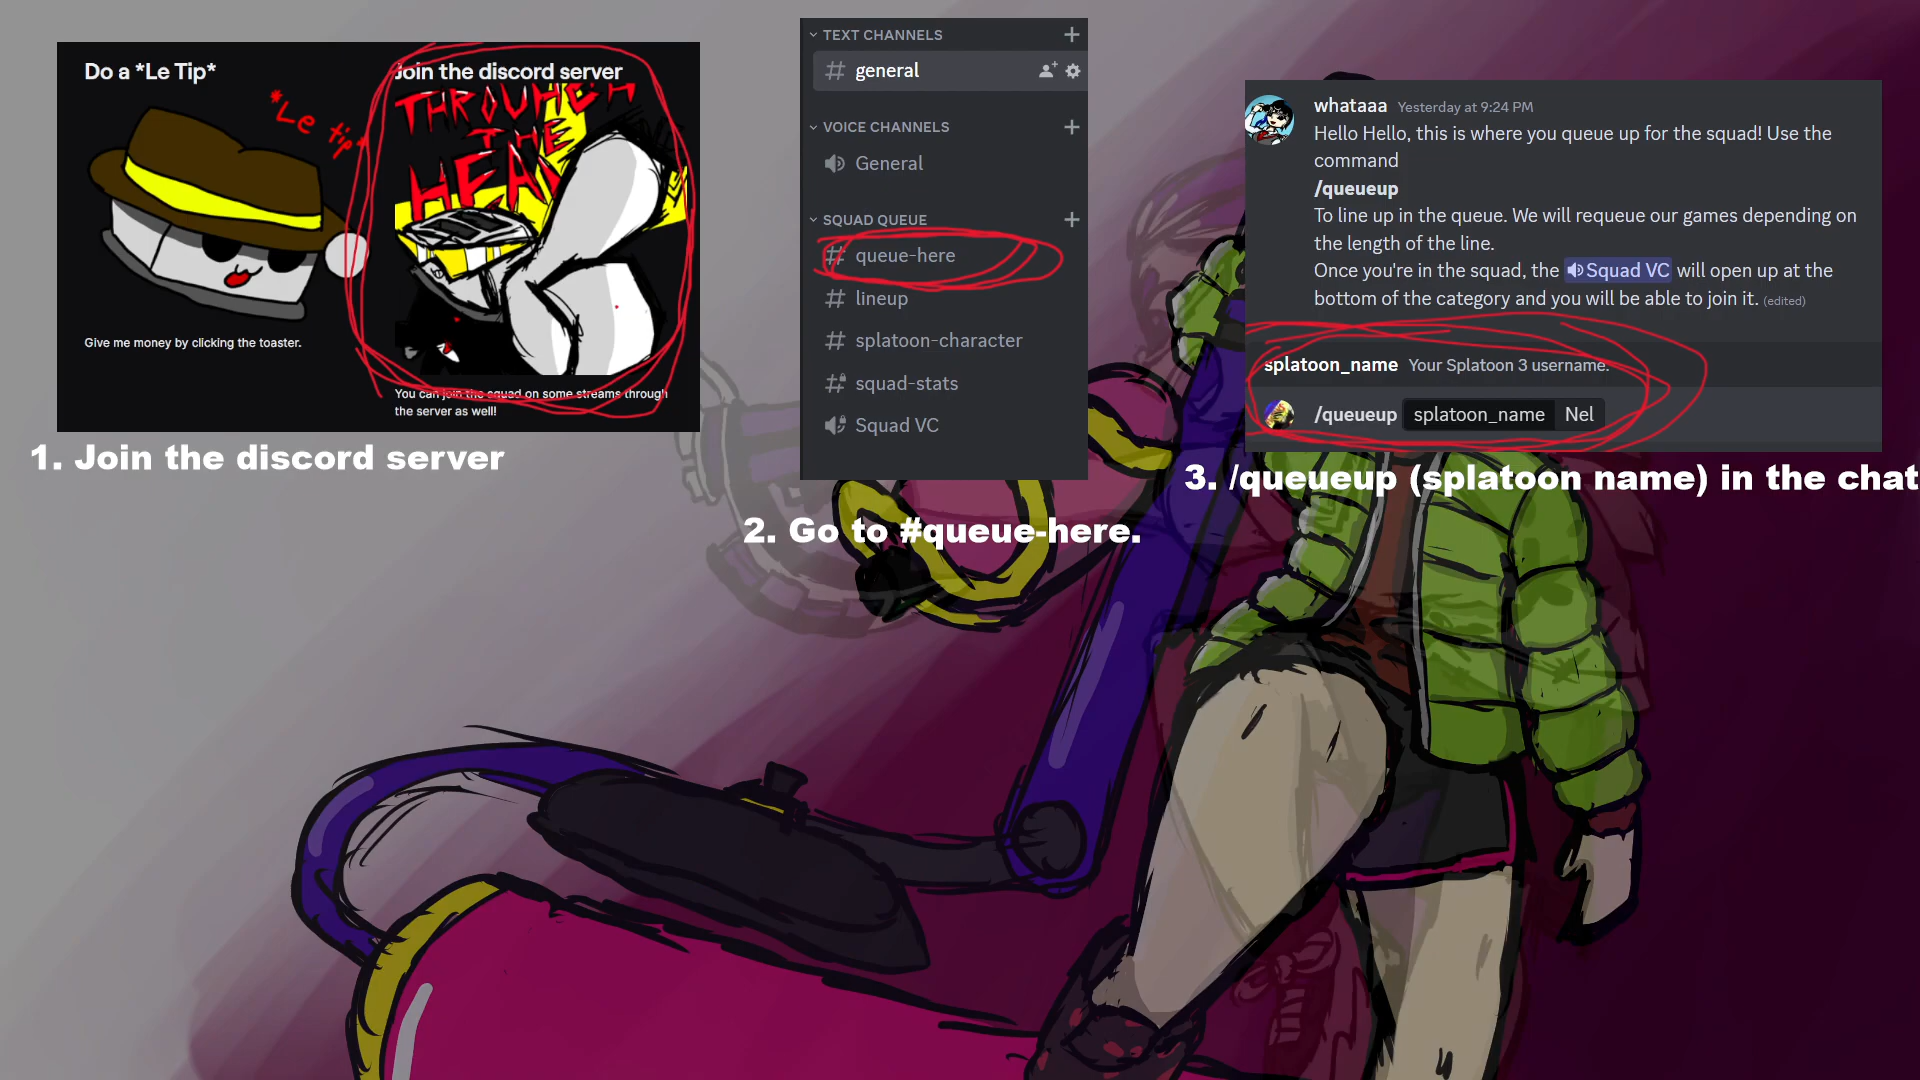 Do a *Le Tip*
*Le tip*
Give me money by clicking the toaster.
Join the discord server
THROUGH
THE
HEAV
You can join the squad on some streams through
the server as well!
1. Join the discord server
TEXT CHANNELS
# general
VOICE CHANNELS
General
SQUAD QUEUE
# queue-here
# lineup
# splatoon-character
# squad-stats
Squad VC
2. Go to #queue-here.
whataaa Yesterday at 9:24 PM
Hello Hello, this is where you queue up for the squad! Use the
command
/queueup
To line up in the queue. We will requeue our games depending on
the length of the line.
Once you're in the squad, the Squad VC will open up at the
bottom of the category and you will be able to join it. (edited)
splatoon_name Your Splatoon 3 username.
/queueup splatoon_name Nel
3. /queueup (splatoon name) in the chat